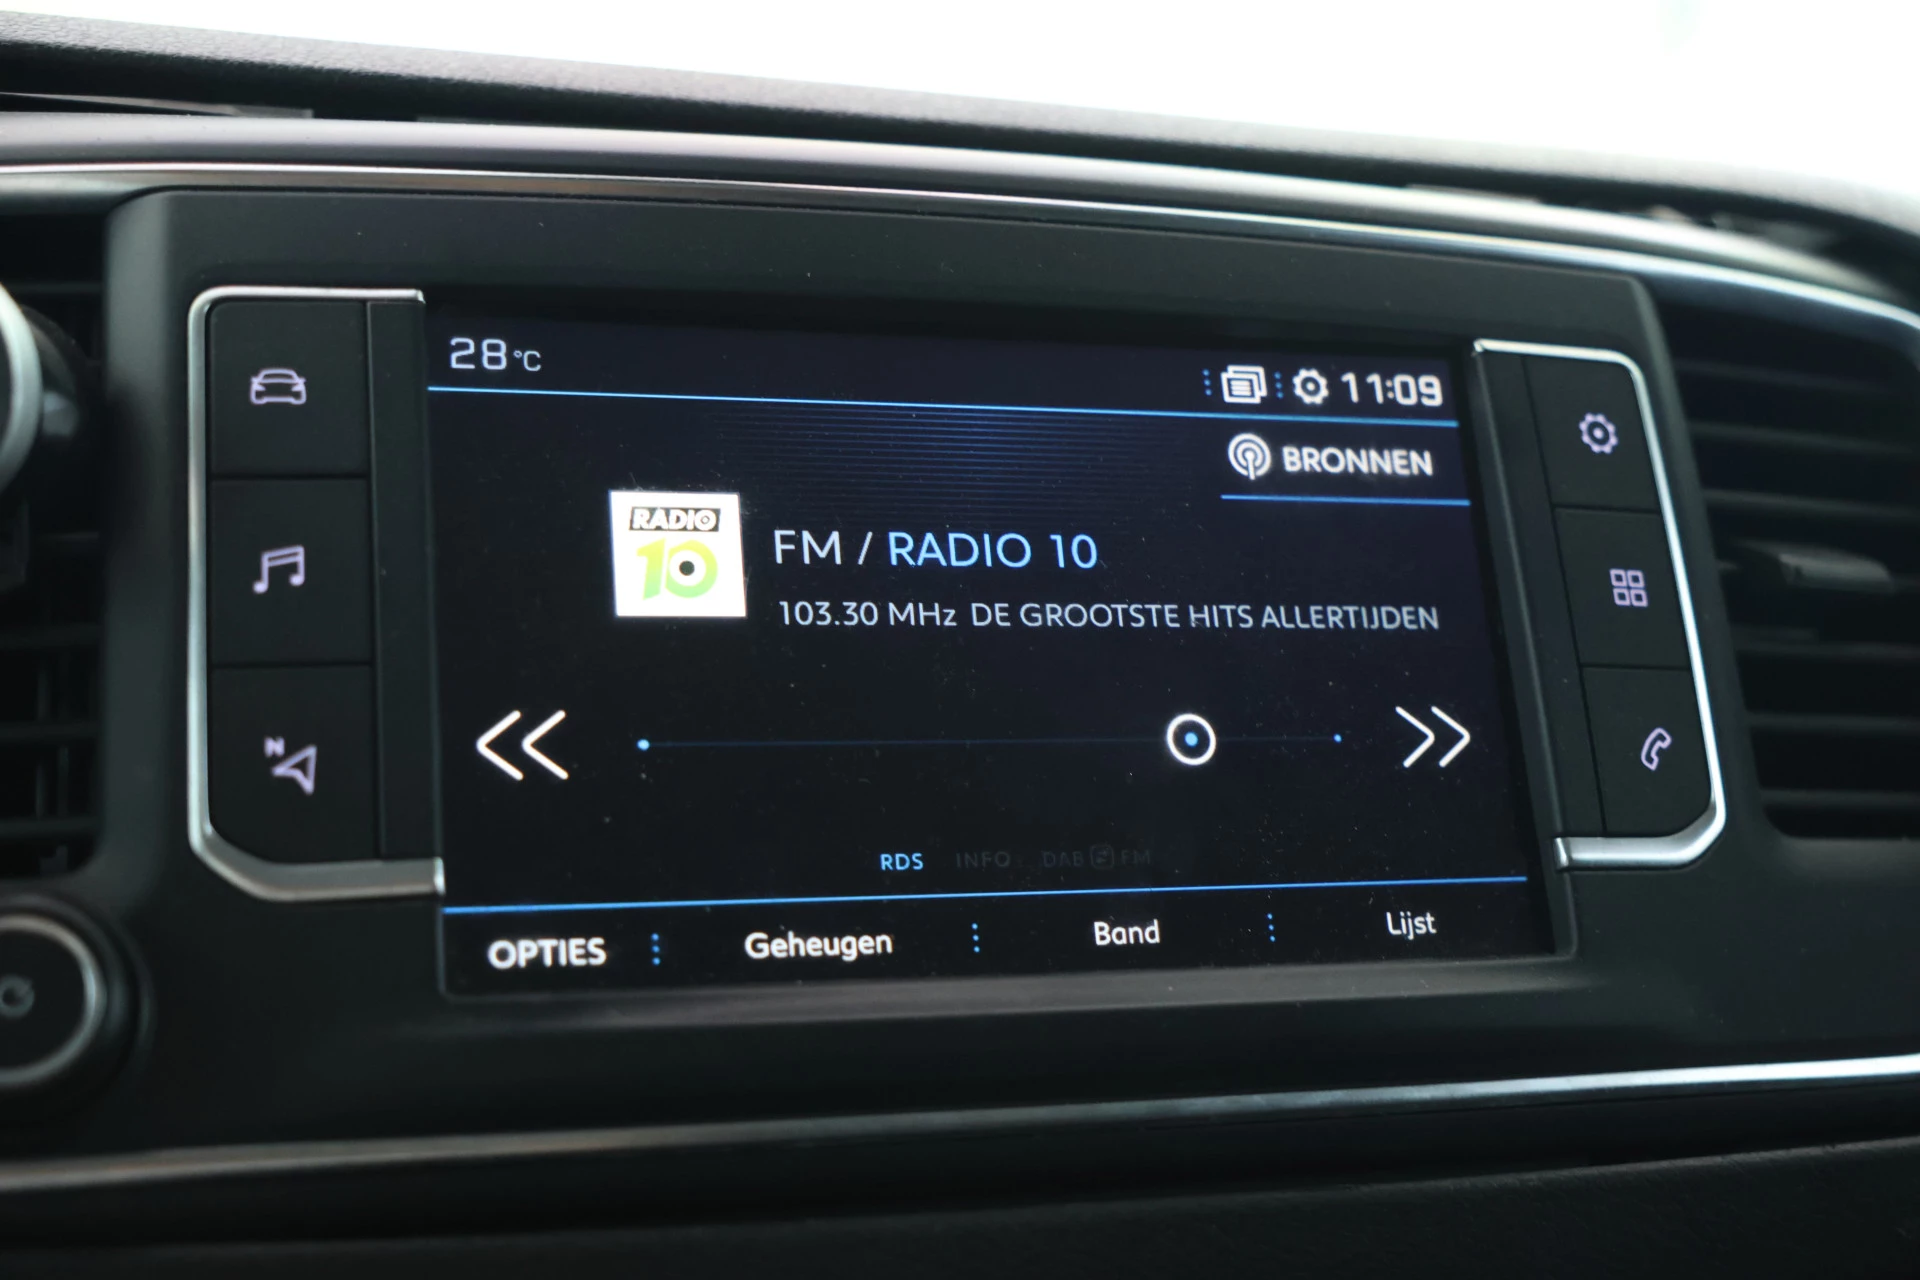 28°C
11:09
BRONNEN
RADIO
10
FM / RADIO 10
103.30 MHz DE GROOTSTE HITS ALLERTIJDEN
N
RDS INFO DAB FM
OPTIES Geheugen Band Lijst